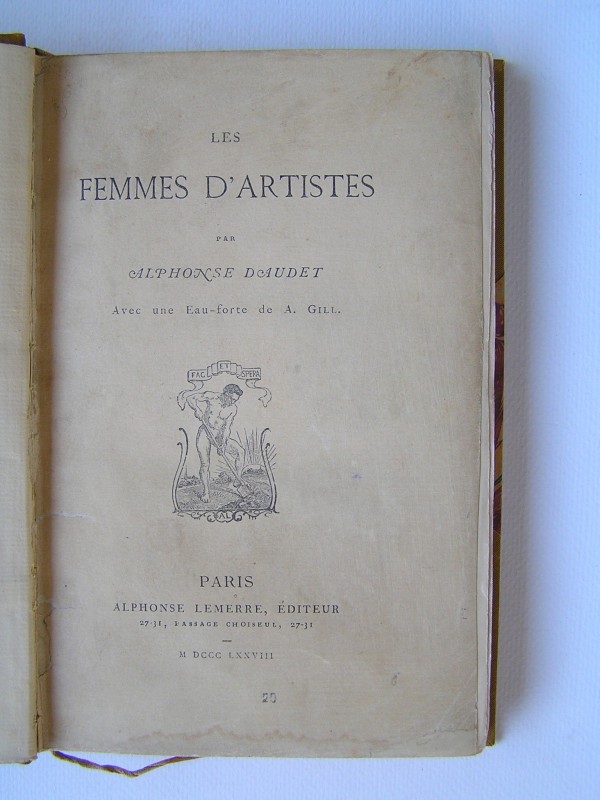 LES
FEMMES D'ARTISTES
PAR
ALPHONSE DAUDET
Avec une Eau-forte de A. GILL.
FAC ET SPERA
AL
PARIS
ALPHONSE LEMERRE, ÉDITEUR
27-31, PASSAGE CHOISEUL, 27-31
M DCCC LXXVIII